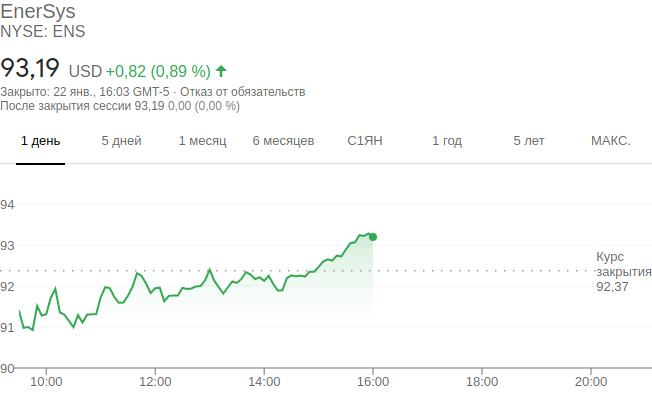 EnerSys
NYSE: ENS
93,19 USD +0,82 (0,89 %)
Закрыто: 22 янв., 16:03 GMT-5 · Отказ от обязательств
После закрытия сессии 93,19 0,00 (0,00 %)
1 день 5 дней 1 месяц 6 месяцев С1ЯН 1 год 5 лет МАКС.
94
93
Курс
закрытия
92,37
92
91
90
10:00 12:00 14:00 16:00 18:00 20:00